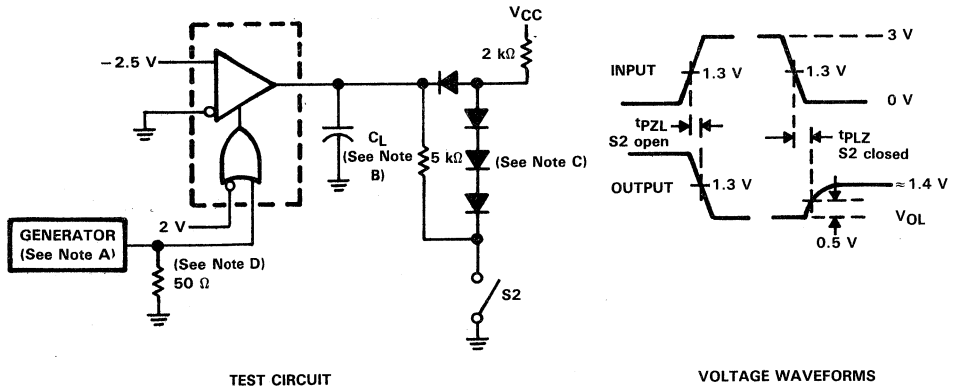 VCC
2 kΩ
−2.5 V
CL
(See Note
B)
5 kΩ
(See Note C)
2 V
GENERATOR
(See Note A)
(See Note D)
50 Ω
S2
TEST CIRCUIT
3 V
INPUT
1.3 V
1.3 V
0 V
tPZL
S2 open
tPLZ
S2 closed
OUTPUT
1.3 V
≈1.4 V
VOL
0.5 V
VOLTAGE WAVEFORMS